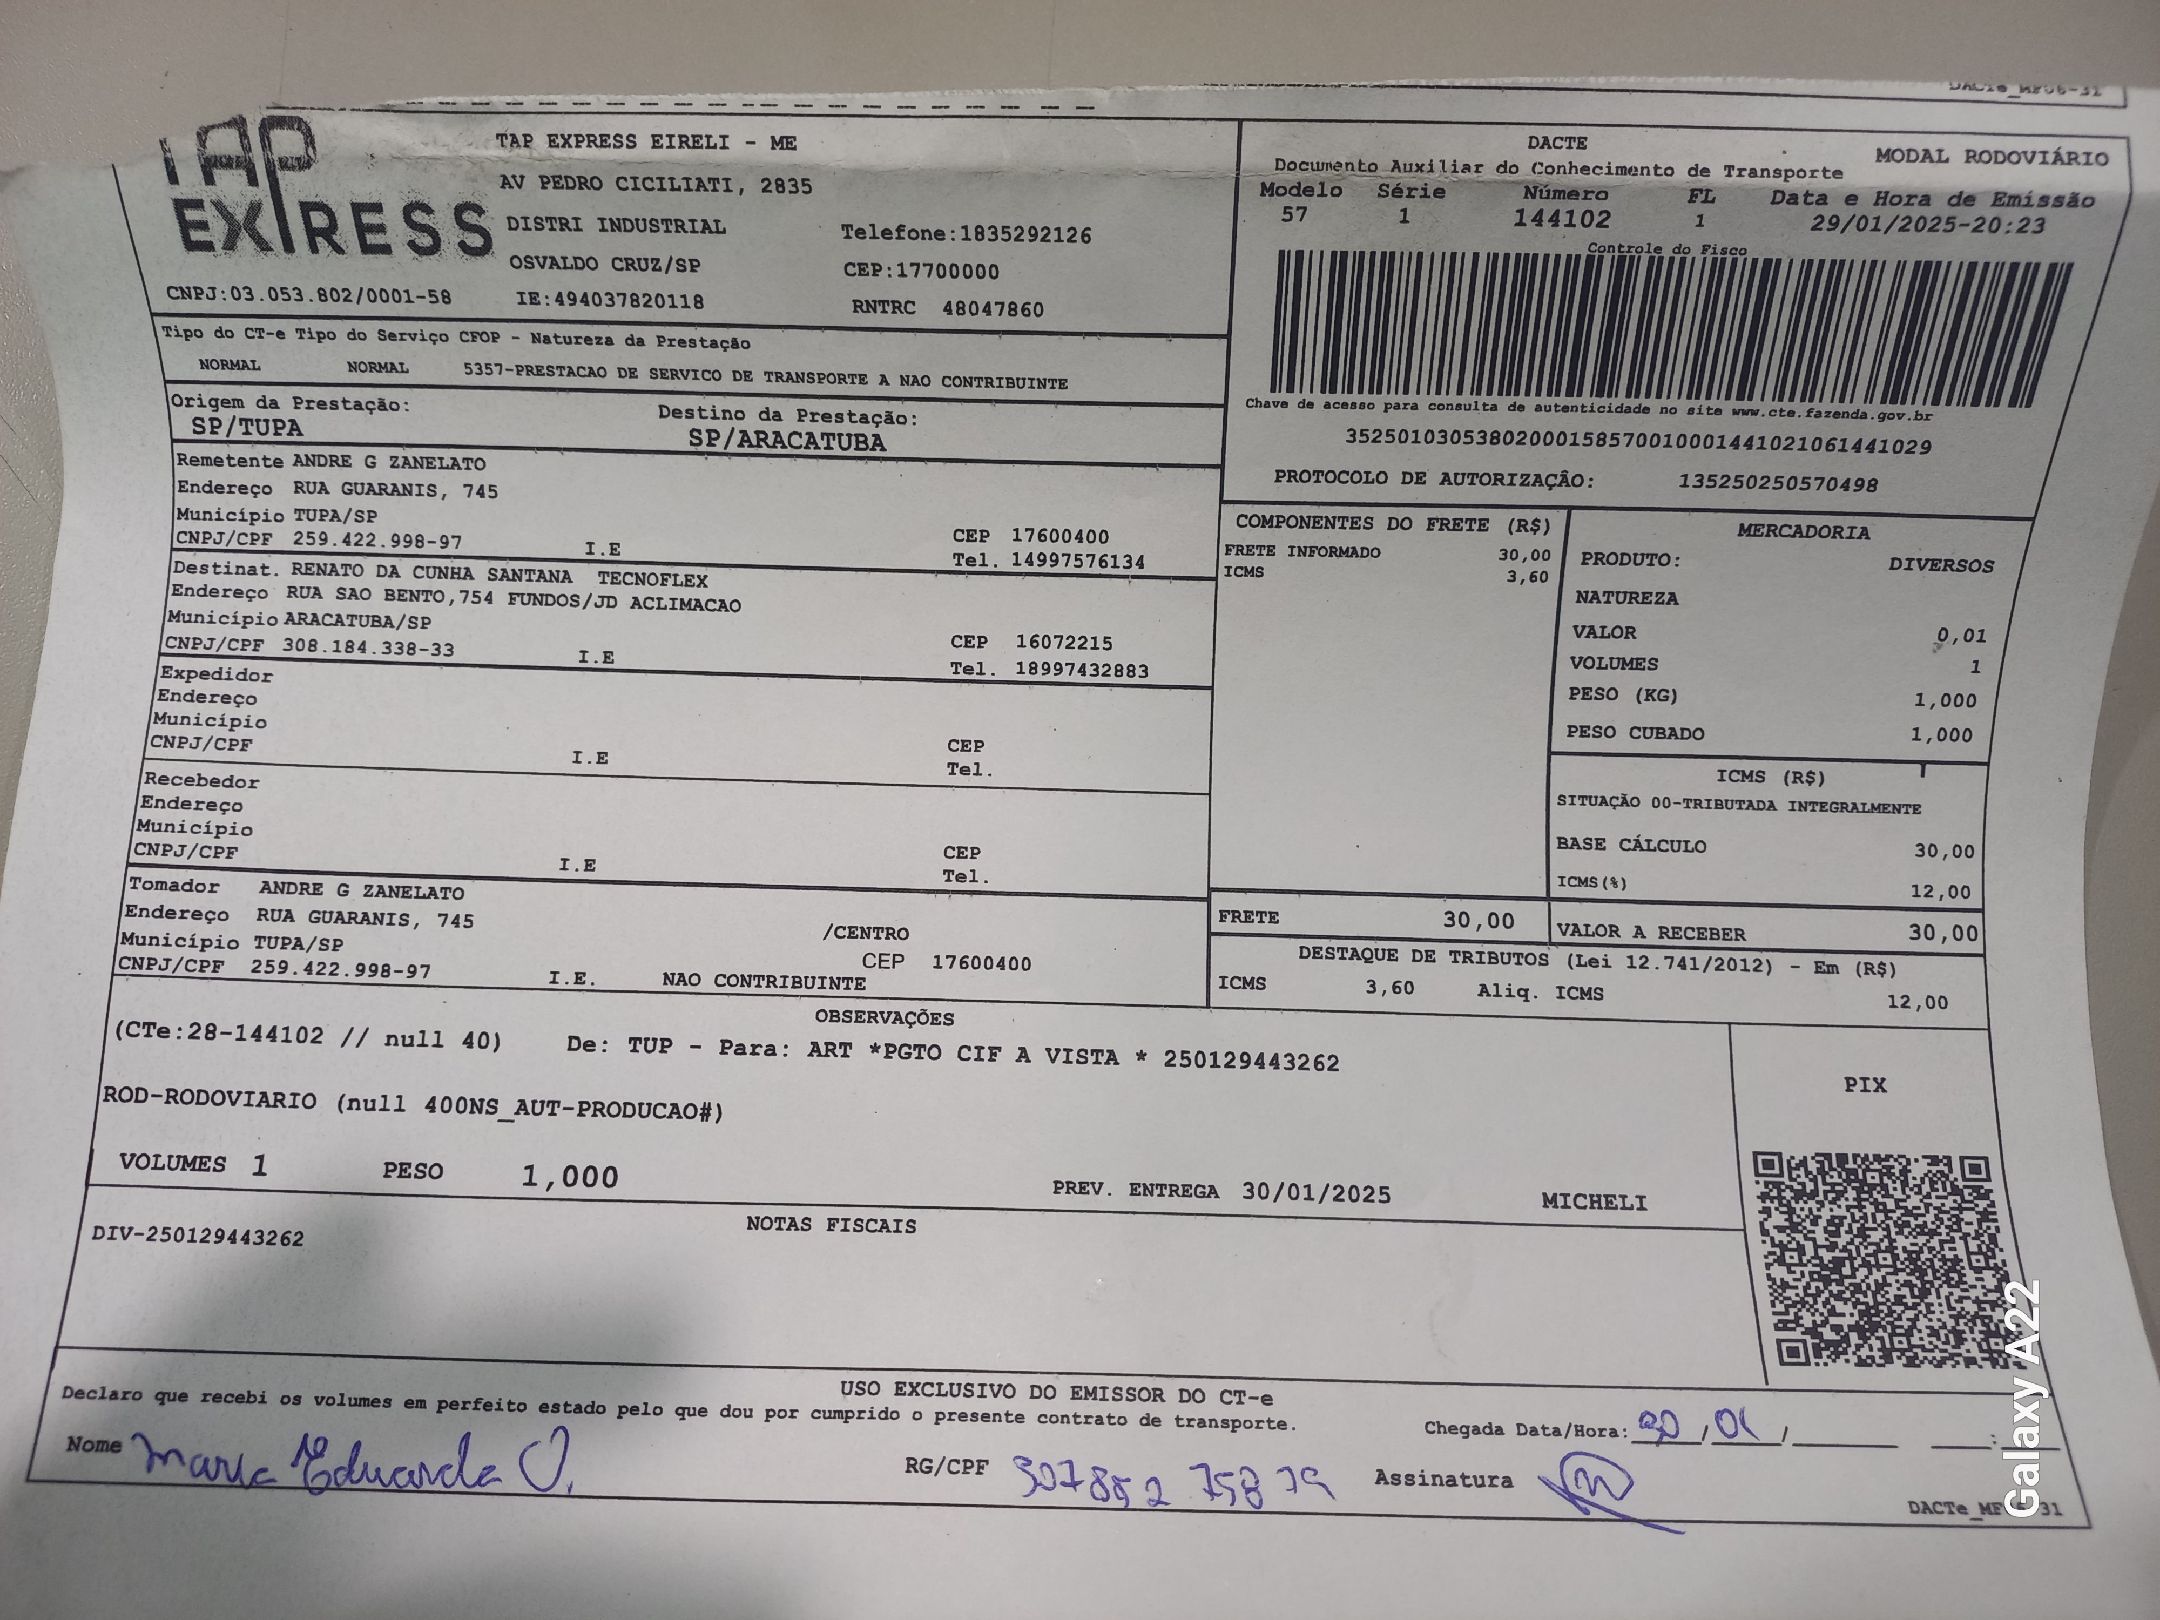 TAP
EXPRESS
TAP EXPRESS EIRELI - ME
AV PEDRO CICILIATI, 2835
DISTRI INDUSTRIAL
Telefone:1835292126
OSVALDO CRUZ/SP
CEP:17700000
CNPJ:03.053.802/0001-58
IE:494037820118
RNTRC 48047860
DACTE
MODAL RODOVIÁRIO
Documento Auxiliar do Conhecimento de Transporte
Modelo Série Número FL Data e Hora de Emissão
57 1 144102 1 29/01/2025-20:23
Controle do Fisco
Chave de acesso para consulta de autenticidade no site www.cte.fazenda.gov.br
35250103053802000158570010001441021061441029
PROTOCOLO DE AUTORIZAÇÂO: 135250250570498
Tipo do CT-e Tipo do Serviço CFOP - Natureza da Prestação
NORMAL NORMAL 5357-PRESTACAO DE SERVICO DE TRANSPORTE A NAO CONTRIBUINTE
Origem da Prestação: Destino da Prestação:
SP/TUPA SP/ARACATUBA
Remetente ANDRE G ZANELATO
Endereço RUA GUARANIS, 745
Município TUPA/SP CEP 17600400
CNPJ/CPF 259.422.998-97 I.E Tel. 14997576134
Destinat. RENATO DA CUNHA SANTANA TECNOFLEX
Endereço RUA SAO BENTO,754 FUNDOS/JD ACLIMACAO
Município ARACATUBA/SP CEP 16072215
CNPJ/CPF 308.184.338-33 I.E Tel. 18997432883
Expedidor
Endereço
Município CEP
CNPJ/CPF I.E Tel.
Recebedor
Endereço
Município CEP
CNPJ/CPF I.E Tel.
Tomador ANDRE G ZANELATO
Endereço RUA GUARANIS, 745 /CENTRO
Município TUPA/SP CEP 17600400
CNPJ/CPF 259.422.998-97 I.E. NAO CONTRIBUINTE
COMPONENTES DO FRETE (R$)
FRETE INFORMADO 30,00
ICMS 3,60
MERCADORIA
PRODUTO: DIVERSOS
NATUREZA
VALOR 0,01
VOLUMES 1
PESO (KG) 1,000
PESO CUBADO 1,000
ICMS (R$)
SITUAÇÃO 00-TRIBUTADA INTEGRALMENTE
BASE CÁLCULO 30,00
ICMS(%) 12,00
FRETE 30,00 VALOR A RECEBER 30,00
DESTAQUE DE TRIBUTOS (Lei 12.741/2012) - Em (R$)
ICMS 3,60 Aliq. ICMS 12,00
OBSERVAÇÕES
(CTe:28-144102 // null 40) De: TUP - Para: ART *PGTO CIF A VISTA * 250129443262
ROD-RODOVIARIO (null 400NS_AUT-PRODUCAO#)
VOLUMES 1 PESO 1,000 PREV. ENTREGA 30/01/2025 MICHELI
PIX
NOTAS FISCAIS
DIV-250129443262
USO EXCLUSIVO DO EMISSOR DO CT-e
Declaro que recebi os volumes em perfeito estado pelo que dou por cumprido o presente contrato de transporte.
Chegada Data/Hora: / / :
Nome Maria Eduarda O.
RG/CPF
Assinatura
Galaxy A22